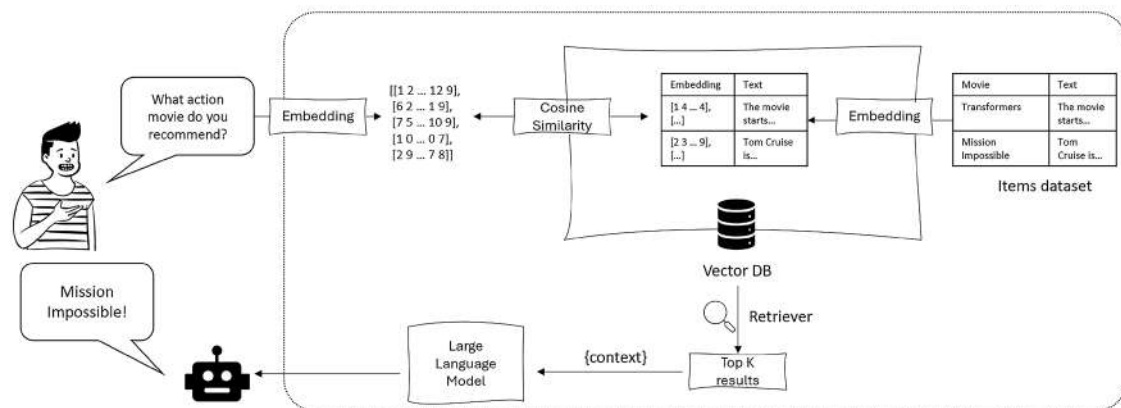 What action
movie do you
recommend?
Embedding
[[1 2 ... 12 9],
[6 2 ... 1 9],
[7 5 ... 10 9],
[1 0 ... 0 7],
[2 9 ... 7 8]]
Cosine
Similarity
Embedding Text
[1 4 ... 4],
[...]
The movie
starts...
[2 3 ... 9],
[...]
Tom Cruise
is...
Embedding
Movie Text
Transformers
The movie
starts...
Mission
Impossible
Tom
Cruise is...
Items dataset
Vector DB
Retriever
Top K
results
{context}
Large
Language
Model
Mission
Impossible!